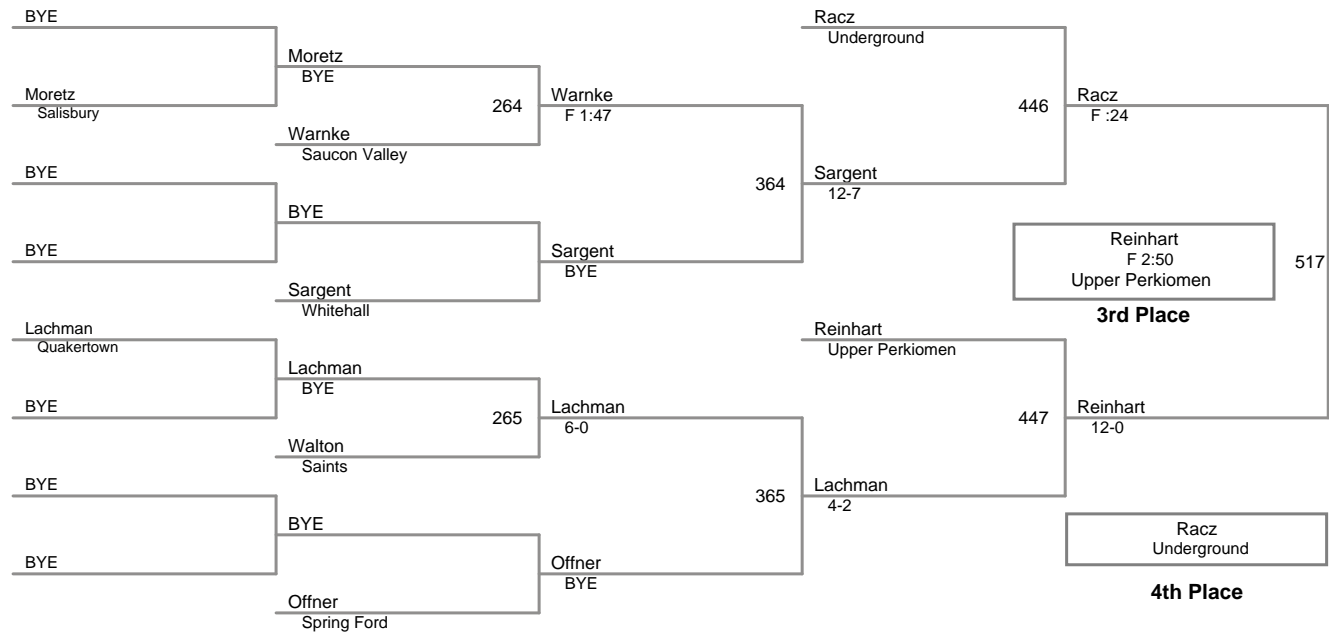 BYE
Moretz
Salisbury
BYE
BYE
Lachman
Quakertown
BYE
BYE
BYE
Moretz
BYE
264
Warnke
Saucon Valley
BYE
Sargent
Whitehall
Lachman
BYE
265
Walton
Saints
BYE
Offner
Spring Ford
Warnke
F 1:47
364
Sargent
BYE
Lachman
6-0
365
Offner
BYE
Racz
Underground
446
Sargent
12-7
Reinhart
Upper Perkiomen
447
Lachman
4-2
Racz
F :24
Reinhart
F 2:50
Upper Perkiomen
517
3rd Place
Reinhart
12-0
Racz
Underground
4th Place